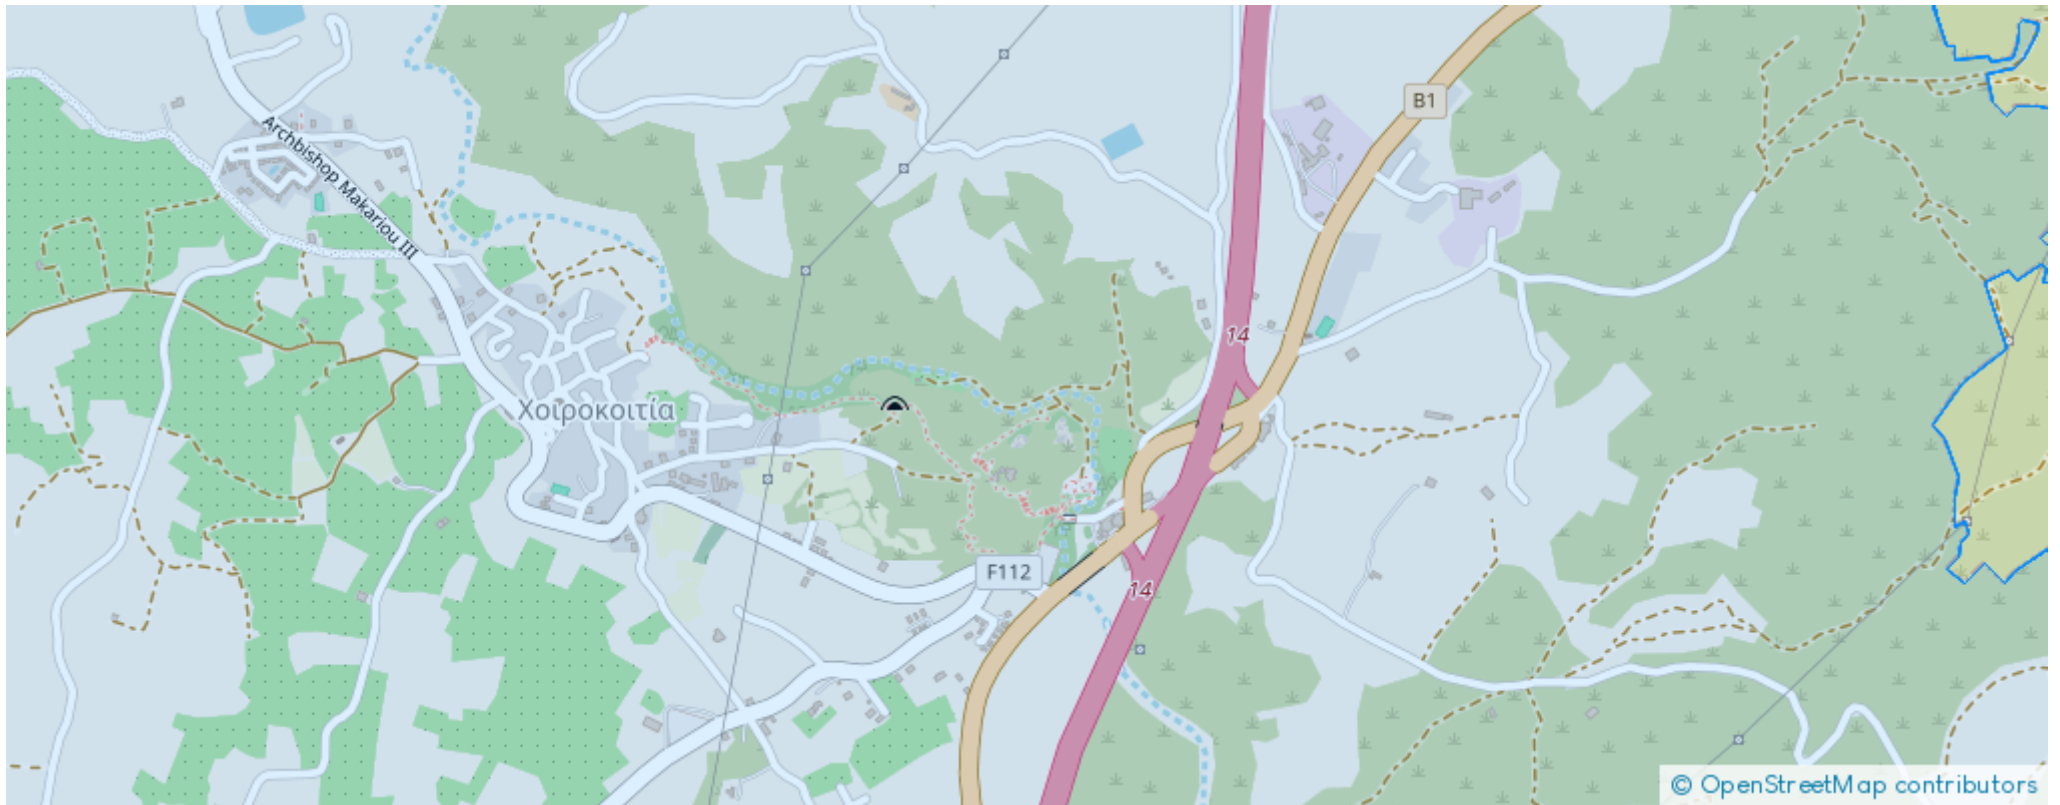 B1
Archbishop Makariou III
14
Χοιροκοιτία
F112
14
© OpenStreetMap contributors